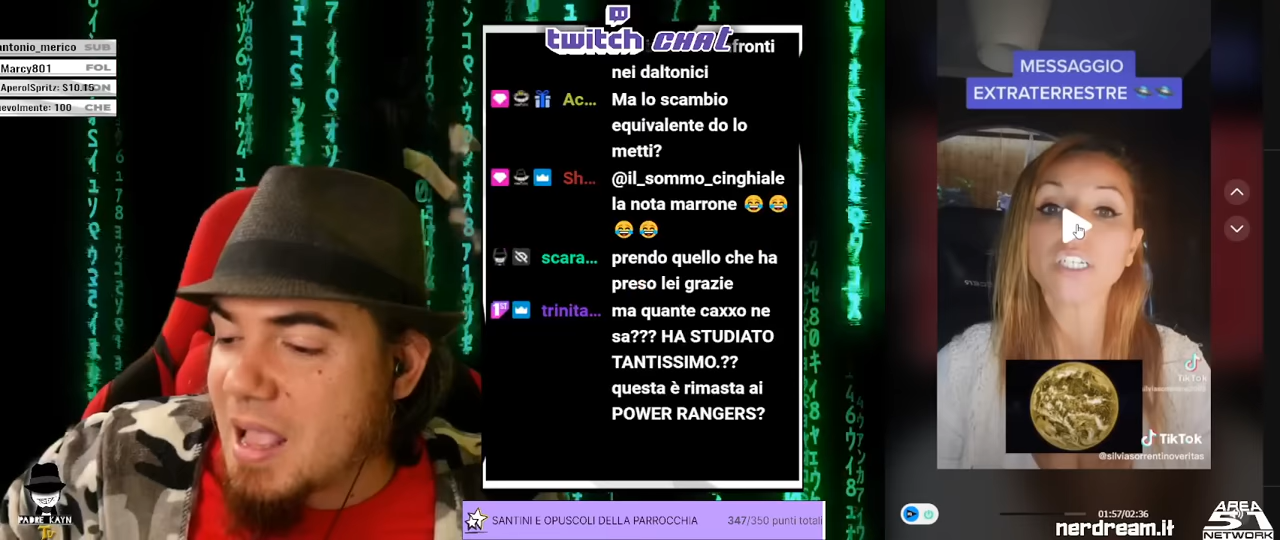 antonio_merico SUB
Marcy801 FOL
AperolSpritz: $10.15
evolmente: 100 CHE
PADRE KAYN
TV
twitch CHAT
fronti
nei daltonici
Ac... Ma lo scambio
equivalente do lo
metti?
Sh... @il_sommo_cinghiale
la nota marrone 😂 😂
😂 😂
scara... prendo quello che ha
preso lei grazie
trinita... ma quante caxxo ne
sa??? HA STUDIATO
TANTISSIMO.??
questa è rimasta ai
POWER RANGERS?
SANTINI E OPUSCOLI DELLA PARROCCHIA 347/350 punti totali
MESSAGGIO
EXTRATERRESTRE 🛸🛸
TikTok
TikTok
@silviasorrentinoveritas
01:57/02:36
nerdream.it
AREA
51
NETWORK